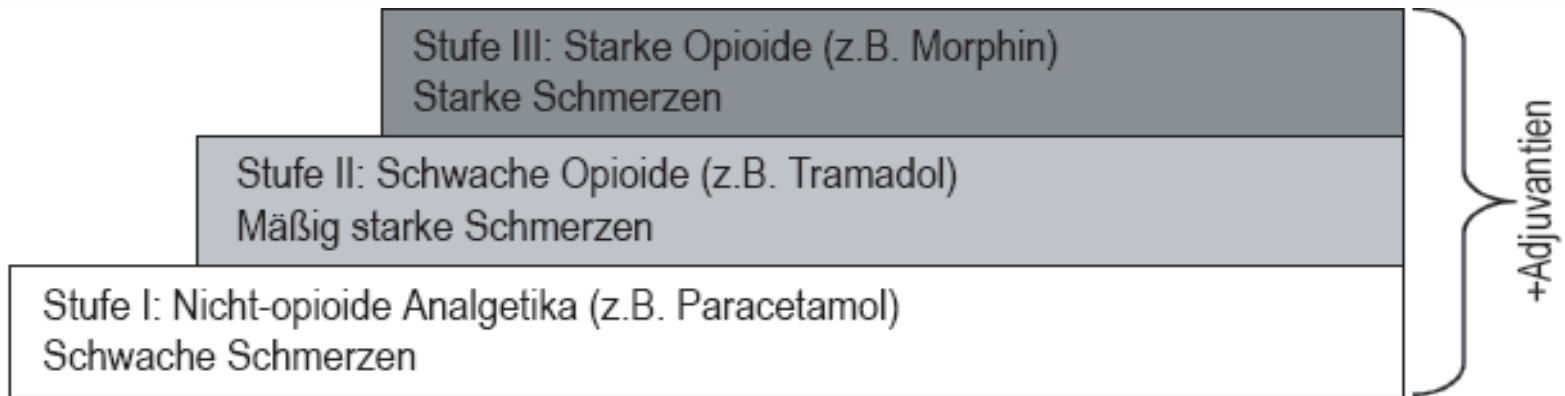 Stufe III: Starke Opioide (z.B. Morphin)
Starke Schmerzen
Stufe II: Schwache Opioide (z.B. Tramadol)
Mäßig starke Schmerzen
Stufe I: Nicht-opioide Analgetika (z.B. Paracetamol)
Schwache Schmerzen
+Adjuvantien